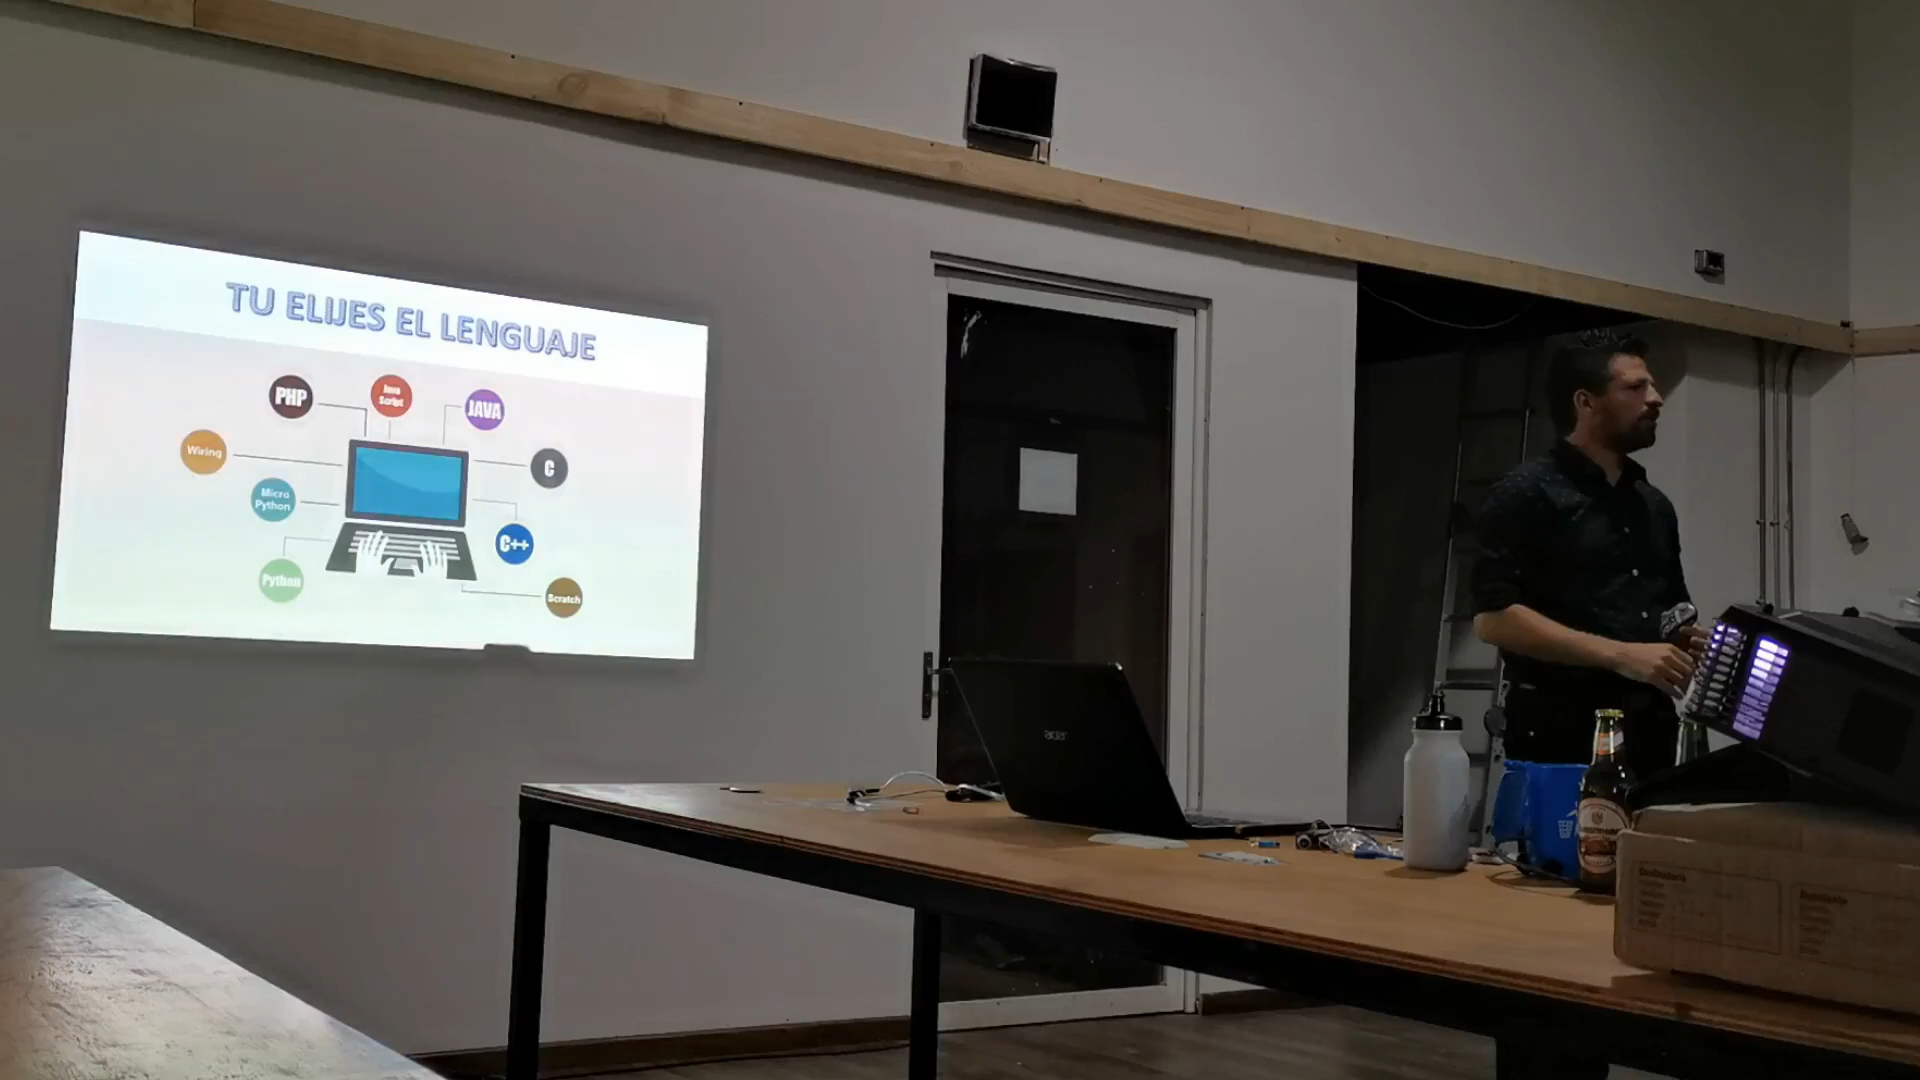 TU ELIJES EL LENGUAJE
PHP
Java
Script
JAVA
Wiring
C
Micro
Python
C++
Python
Scratch
acer